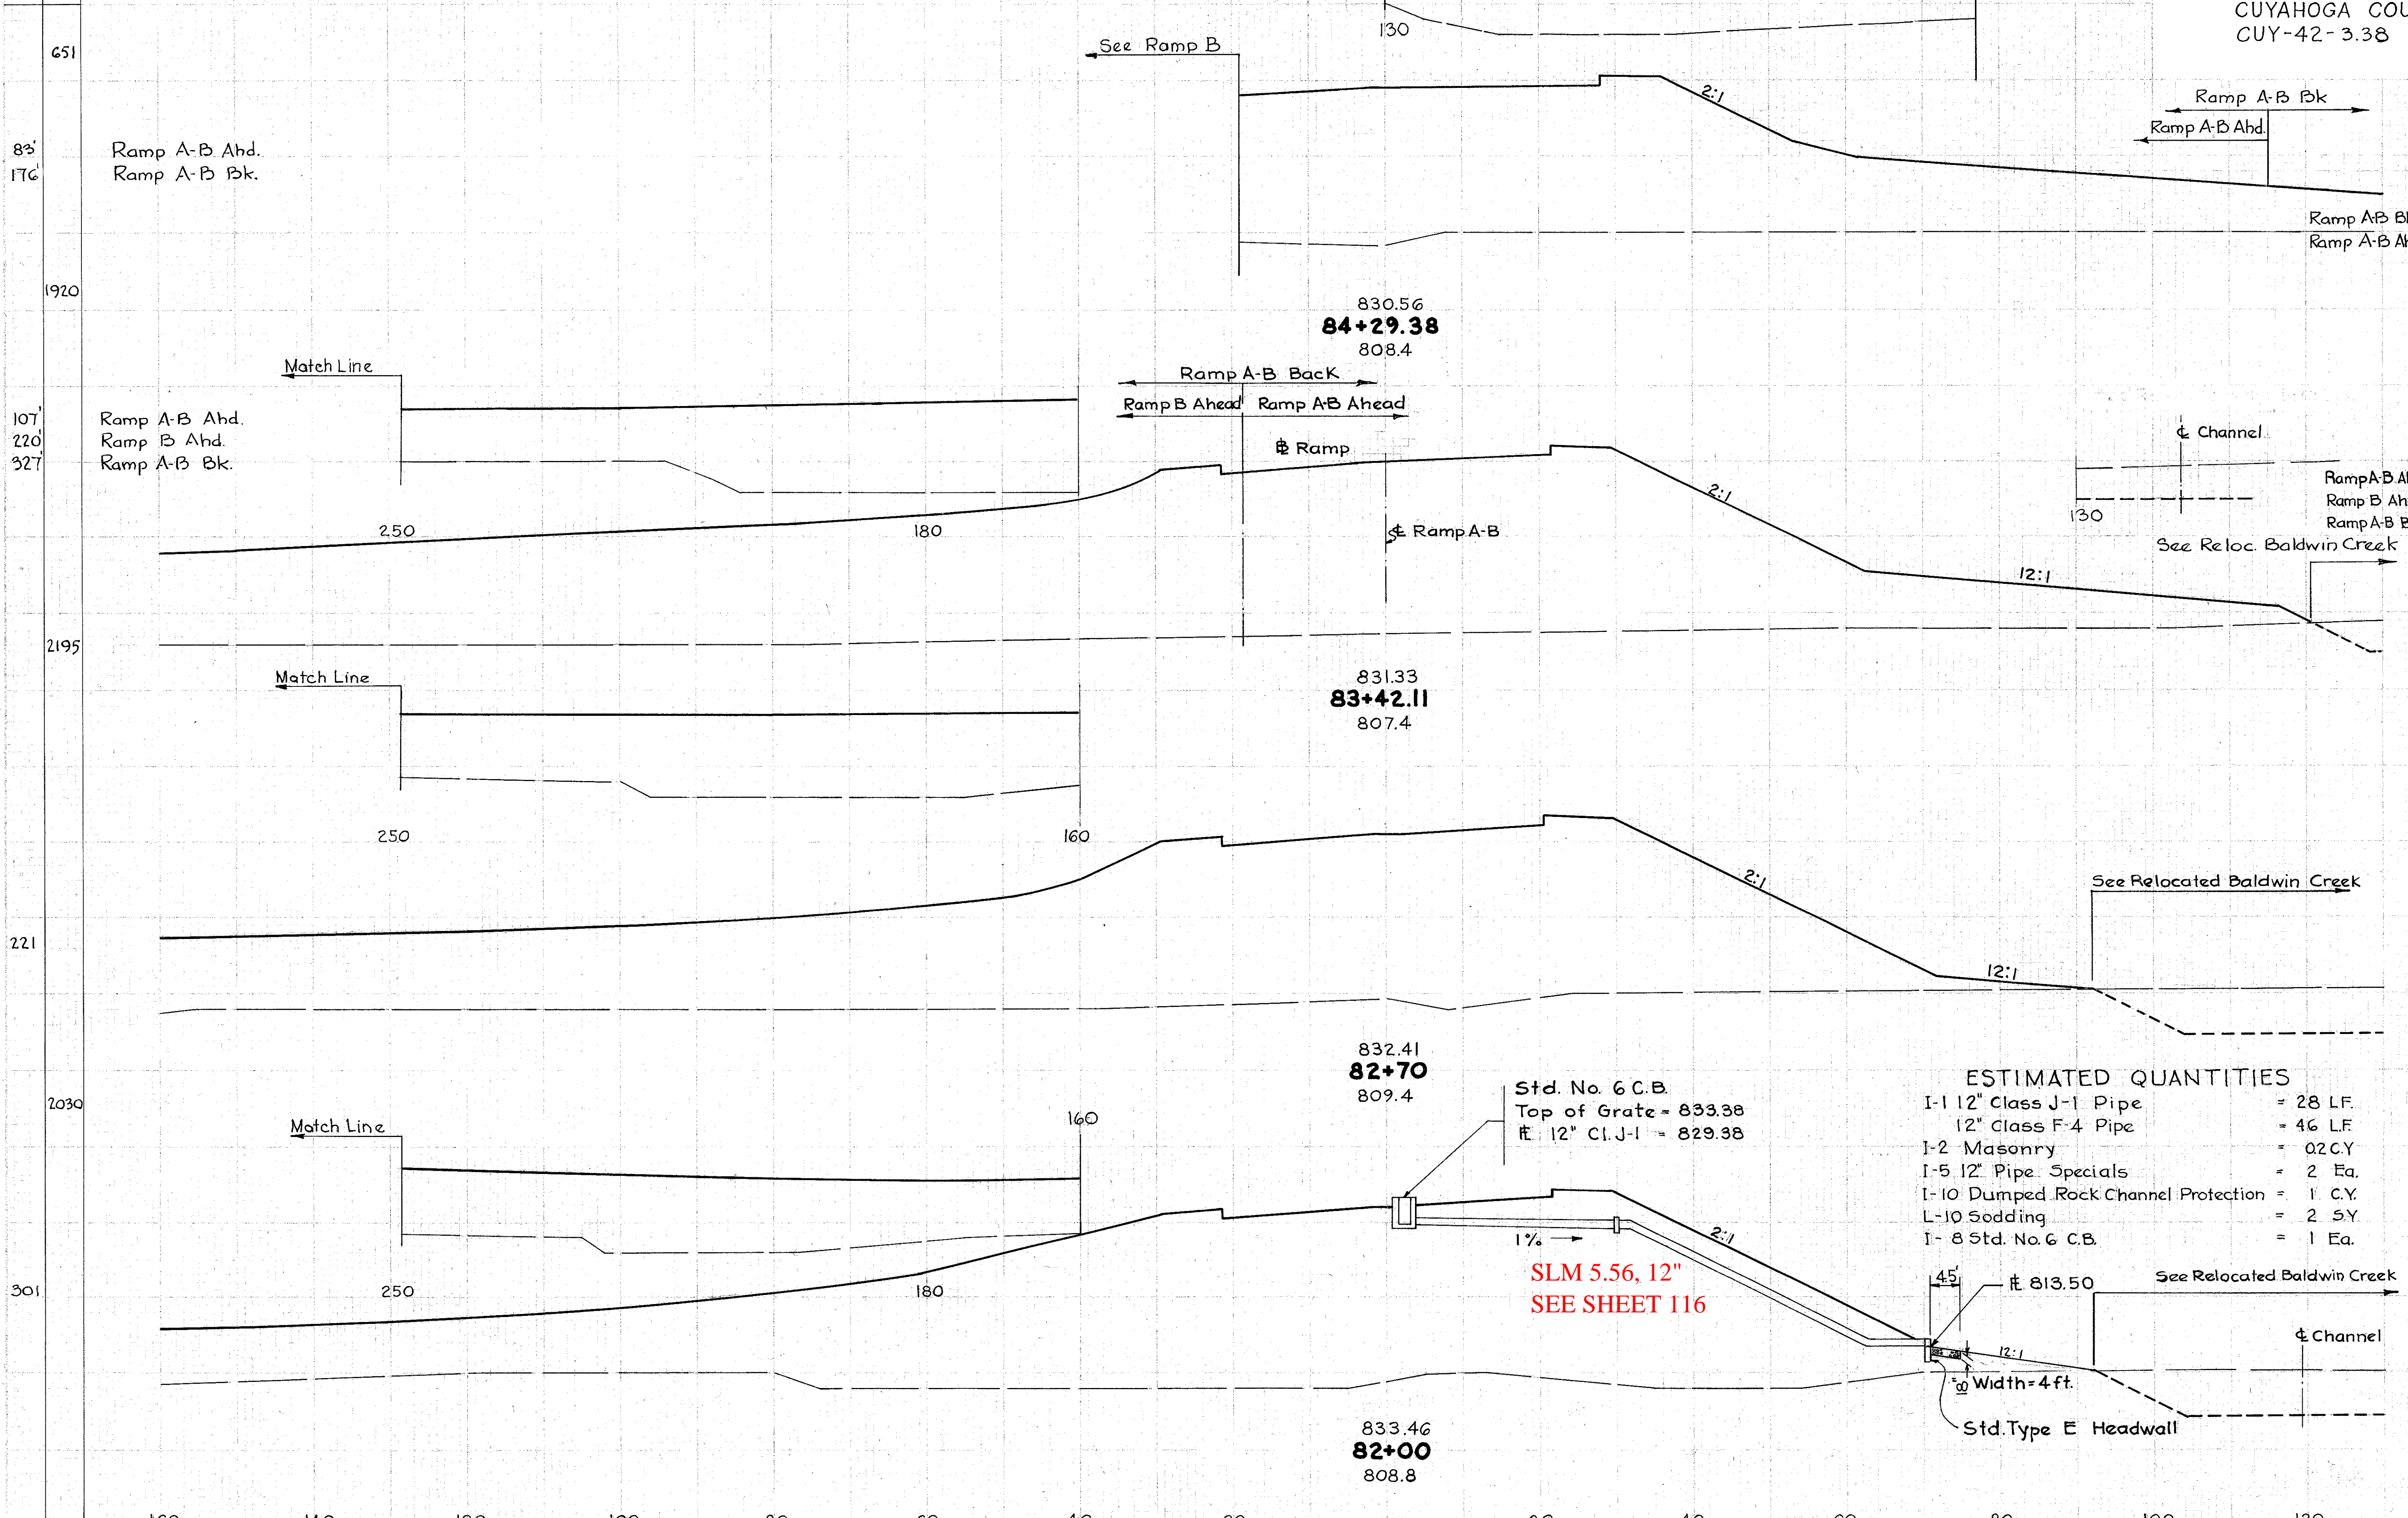 CUYAHOGA COU
CUY-42-3.38
651
See Ramp B
130
2:1
Ramp A-B Bk
Ramp A-B Ahd.
83' Ramp A-B Ahd.
176' Ramp A-B Bk.
Ramp A-B
Ramp A-B
1920
830.56
84+29.38
808.4
Match Line
Ramp A-B Back
Ramp B Ahead Ramp A-B Ahead
107' Ramp A-B Ahd.
220' Ramp B Ahd.
327' Ramp A-B Bk.
Ramp
℄ Channel
Ramp A-B
Ramp B Ah
Ramp A-B
2:1
130
250
180
℄ Ramp A-B
See Reloc. Baldwin Creek
12:1
2195
Match Line
831.33
83+42.11
807.4
250
160
2:1
See Relocated Baldwin Creek
221
12:1
832.41
82+70
809.4
2030
Match Line
160
Std. No. 6 C.B.
Top of Grate = 833.38
12" Cl. J-1 = 829.38
ESTIMATED QUANTITIES
I-1 12" Class J-1 Pipe = 28 L.F.
12" Class F-4 Pipe = 46 L.F.
I-2 Masonry = 0.2 C.Y
I-5 12" Pipe Specials = 2 Ea.
I-10 Dumped Rock Channel Protection = 1 C.Y.
L-10 Sodding = 2 S.Y
I-8 Std. No. 6 C.B. = 1 Ea.
1%
2:1
SLM 5.56, 12"
SEE SHEET 116
301
250
180
4.5'
813.50
See Relocated Baldwin Creek
℄ Channel
12:1
Width=4ft.
Std. Type E Headwall
833.46
82+00
808.8